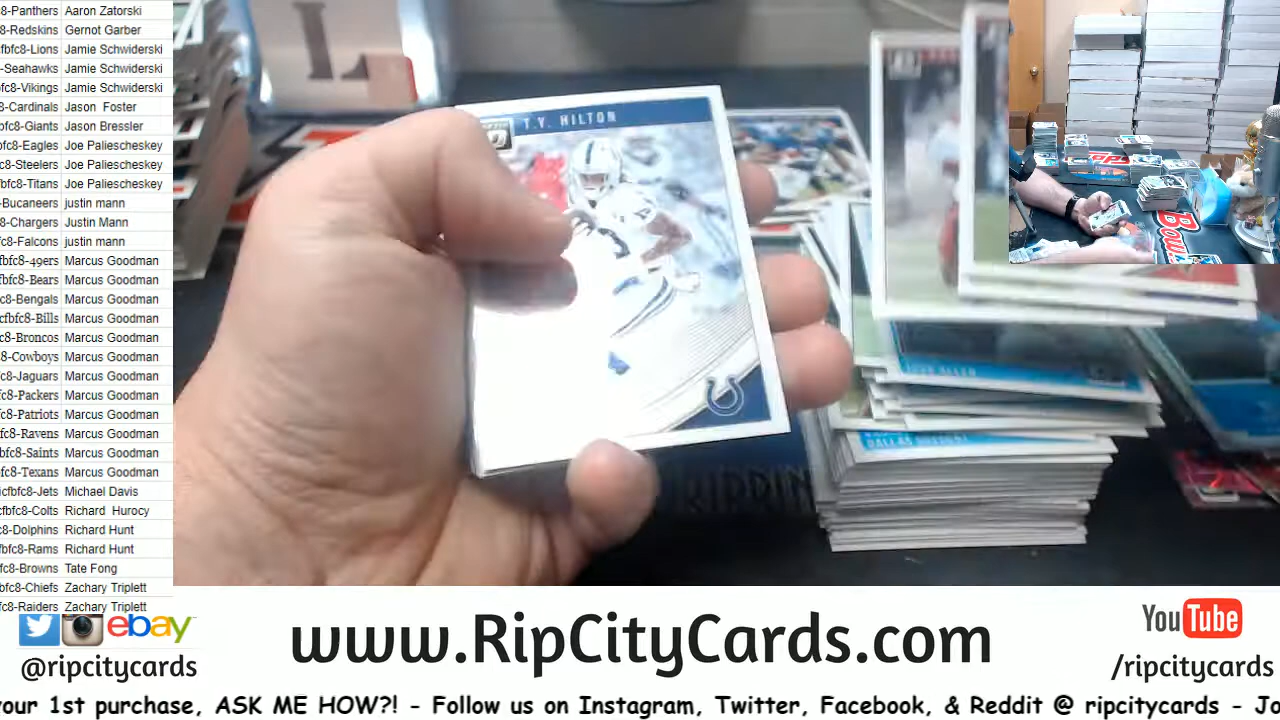 8-Panthers Aaron Zatorski
8-Redskins Gernot Garber
fbfc8-Lions Jamie Schwiderski
-Seahawks Jamie Schwiderski
8-Vikings Jamie Schwiderski
8-Cardinals Jason Foster
bfc8-Giants Jason Bressler
fc8-Eagles Joe Paliescheskey
c8-Steelers Joe Paliescheskey
fc8-Titans Joe Paliescheskey
-Bucaneers justin mann
8-Chargers Justin Mann
c8-Falcons justin mann
fbfc8-49ers Marcus Goodman
fbfc8-Bears Marcus Goodman
c8-Bengals Marcus Goodman
cfbfc8-Bills Marcus Goodman
c8-Broncos Marcus Goodman
8-Cowboys Marcus Goodman
c8-Jaguars Marcus Goodman
c8-Packers Marcus Goodman
c8-Patriots Marcus Goodman
c8-Ravens Marcus Goodman
fc8-Saints Marcus Goodman
c8-Texans Marcus Goodman
cfbfc8-Jets Michael Davis
bfc8-Colts Richard Hurocy
c8-Dolphins Richard Hunt
fbfc8-Rams Richard Hunt
c8-Browns Tate Fong
bfc8-Chiefs Zachary Triplett
fc8-Raiders Zachary Triplett
T.Y. HILTON
L
Bow
RIPPIN
ebay
@ripcitycards
www.RipCityCards.com
YouTube
/ripcitycards
your 1st purchase, ASK ME HOW?! - Follow us on Instagram, Twitter, Facebook, & Reddit @ ripcitycards - Jo